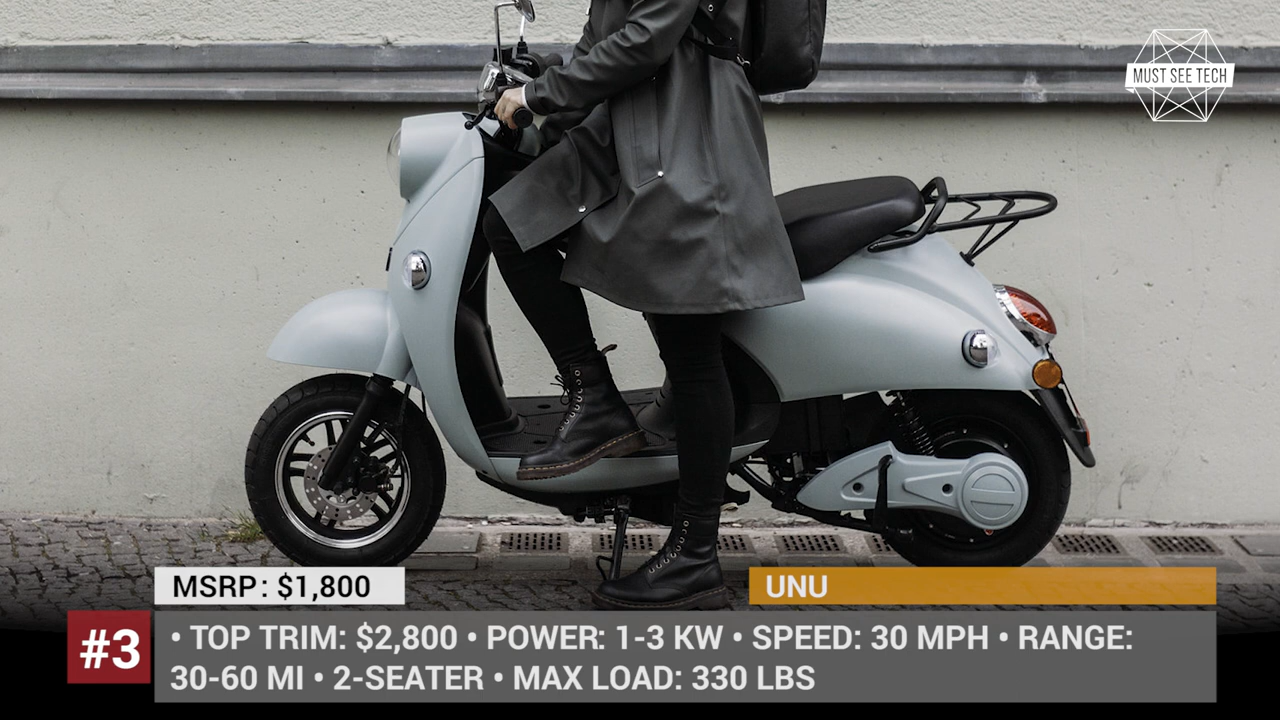 MUST SEE TECH
MSRP: $1,800
UNU
#3
• TOP TRIM: $2,800 • POWER: 1-3 KW • SPEED: 30 MPH • RANGE:
30-60 MI • 2-SEATER • MAX LOAD: 330 LBS